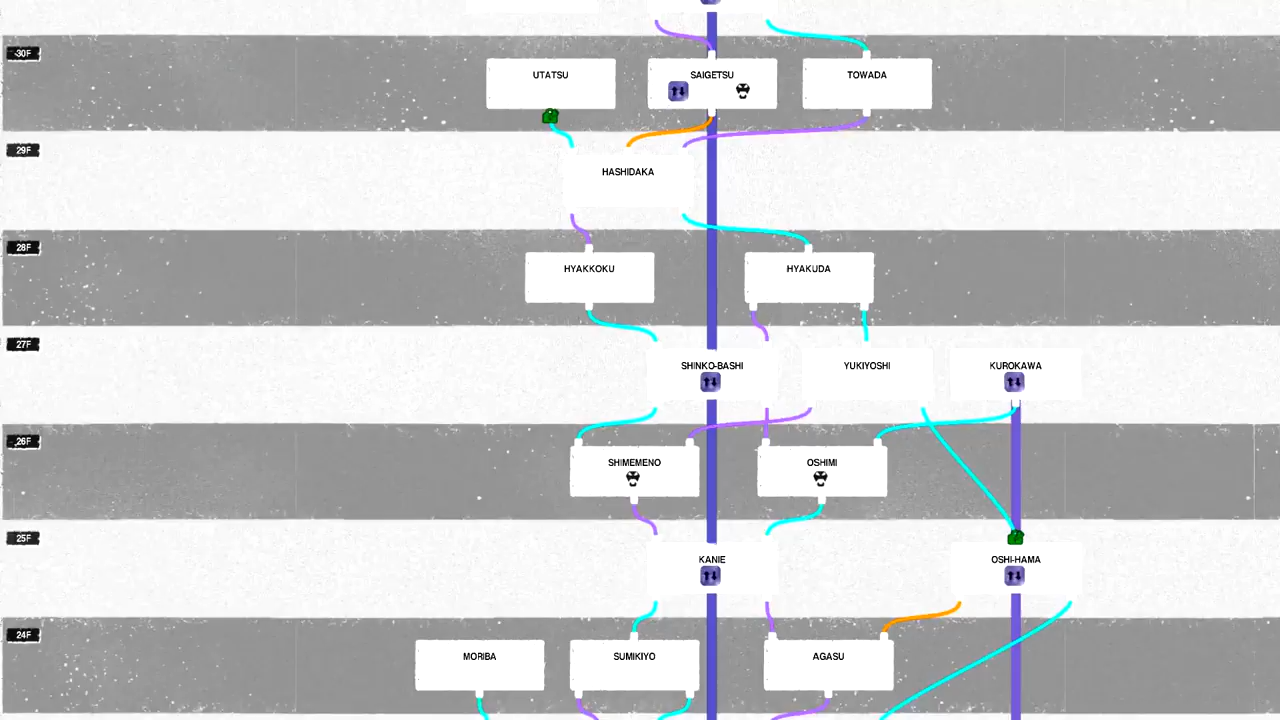 30F
UTATSU
SAIGETSU
TOWADA
29F
HASHIDAKA
28F
HYAKKOKU
HYAKUDA
27F
SHINKO-BASHI
YUKIYOSHI
KUROKAWA
26F
SHIMEMENO
OSHIMI
25F
KANIE
OSHI-HAMA
24F
MORIBA
SUMIKIYO
AGASU